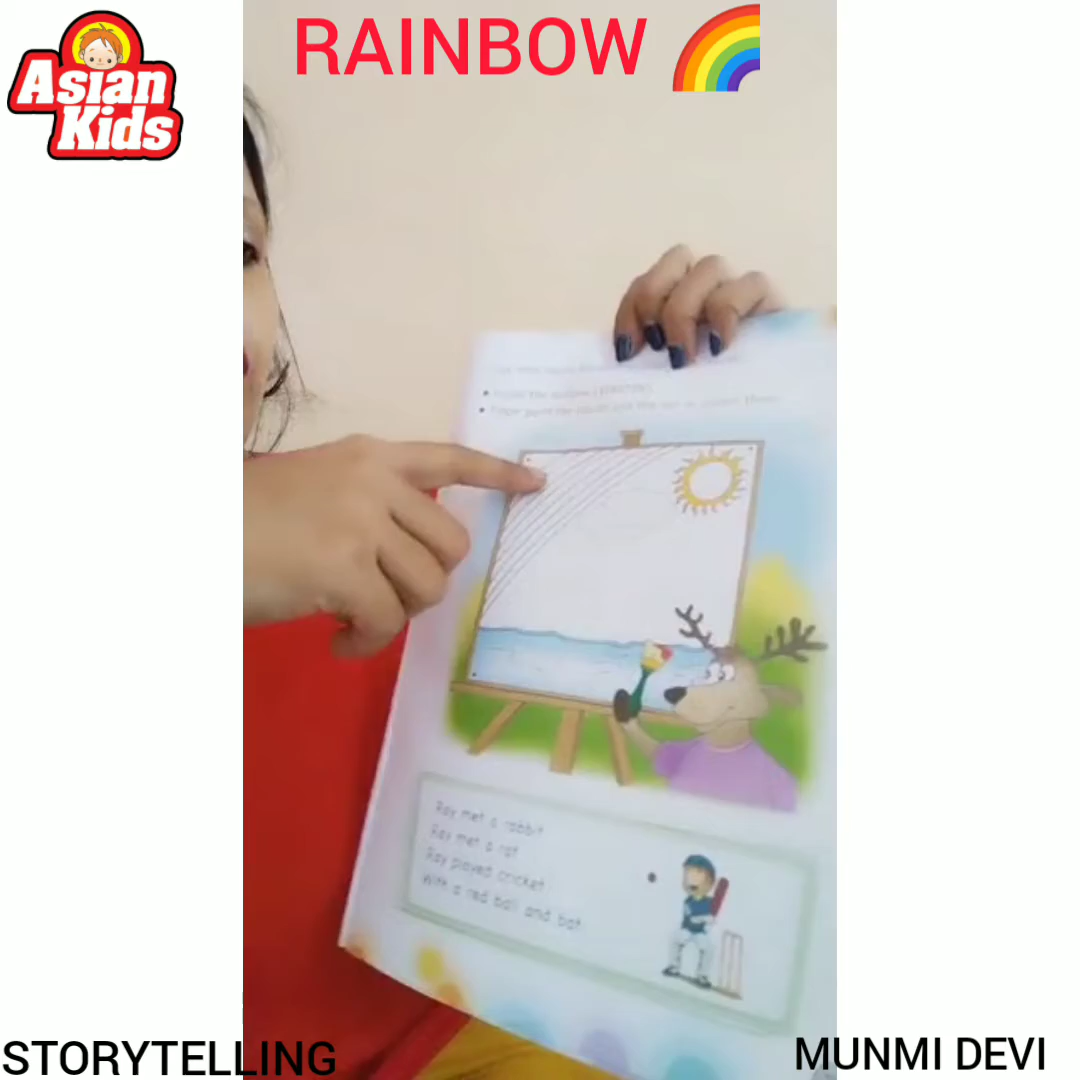 Asian
Kids
RAINBOW
Ray met a rabbit
Ray met a rat
Ray played cricket
With a red ball and bat
STORYTELLING
MUNMI DEVI